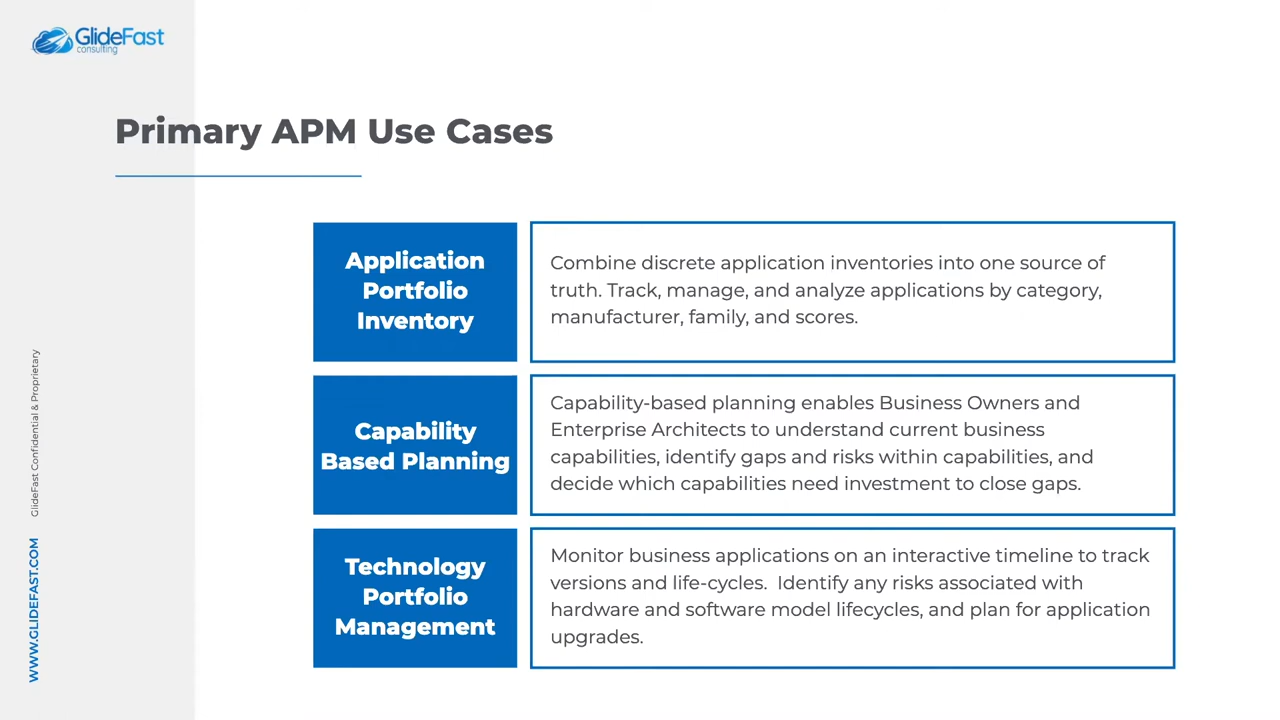 GlideFast
consulting
Primary APM Use Cases
Application
Portfolio
Inventory
Combine discrete application inventories into one source of
truth. Track, manage, and analyze applications by category,
manufacturer, family, and scores.
Capability
Based Planning
Capability-based planning enables Business Owners and
Enterprise Architects to understand current business
capabilities, identify gaps and risks within capabilities, and
decide which capabilities need investment to close gaps.
Technology
Portfolio
Management
Monitor business applications on an interactive timeline to track
versions and life-cycles.  Identify any risks associated with
hardware and software model lifecycles, and plan for application
upgrades.
WWW.GLIDEFAST.COM GlideFast Confidential & Proprietary